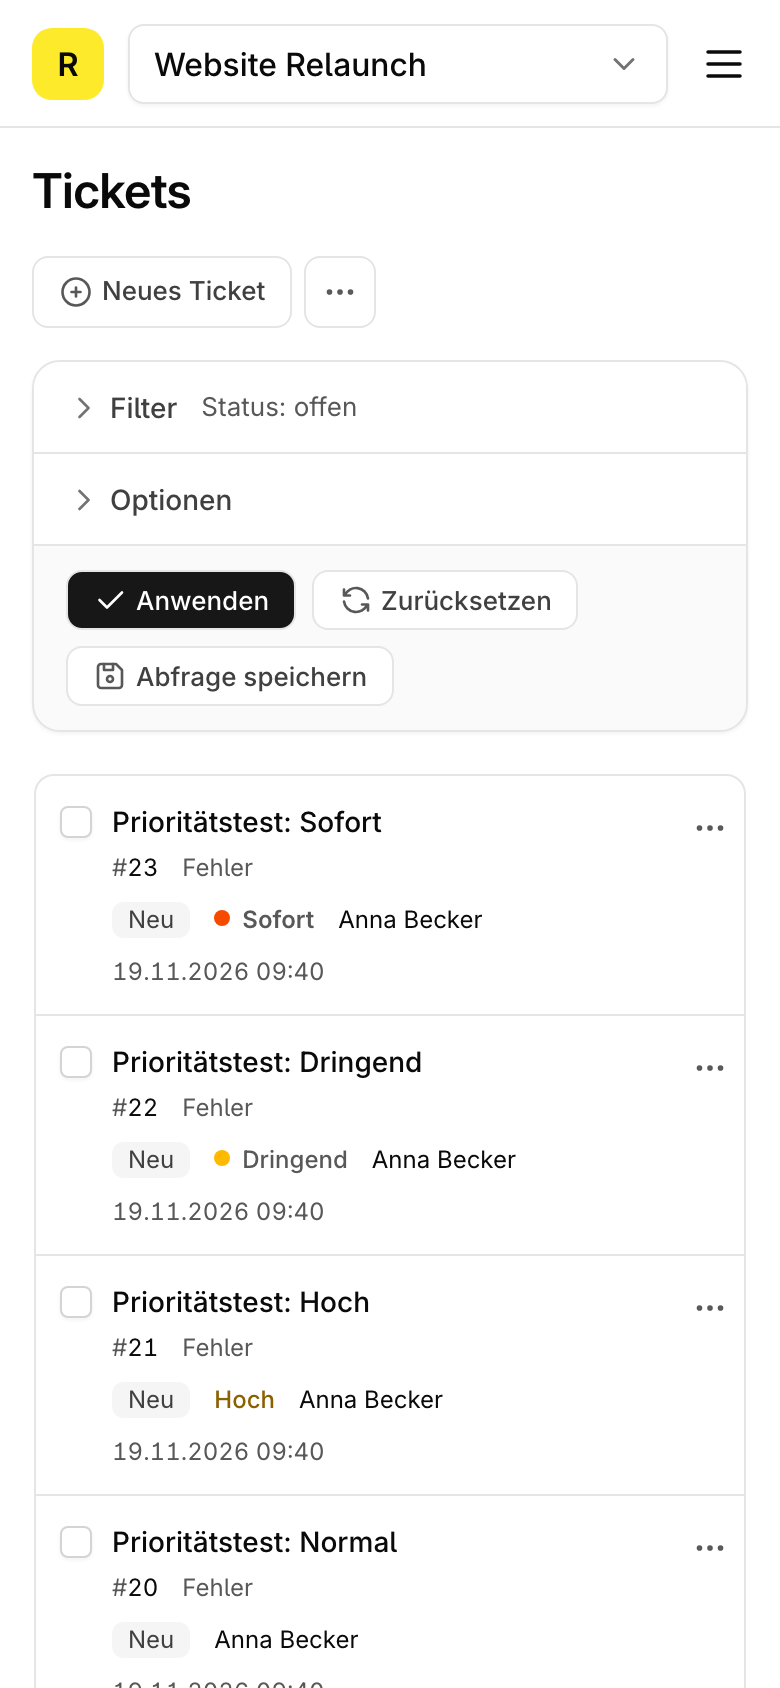 R Website Relaunch
Tickets
Neues Ticket
Filter Status: offen
Optionen
Anwenden Zurücksetzen
Abfrage speichern
Prioritätstest: Sofort
#23 Fehler
Neu Sofort Anna Becker
19.11.2026 09:40
Prioritätstest: Dringend
#22 Fehler
Neu Dringend Anna Becker
19.11.2026 09:40
Prioritätstest: Hoch
#21 Fehler
Neu Hoch Anna Becker
19.11.2026 09:40
Prioritätstest: Normal
#20 Fehler
Neu Anna Becker